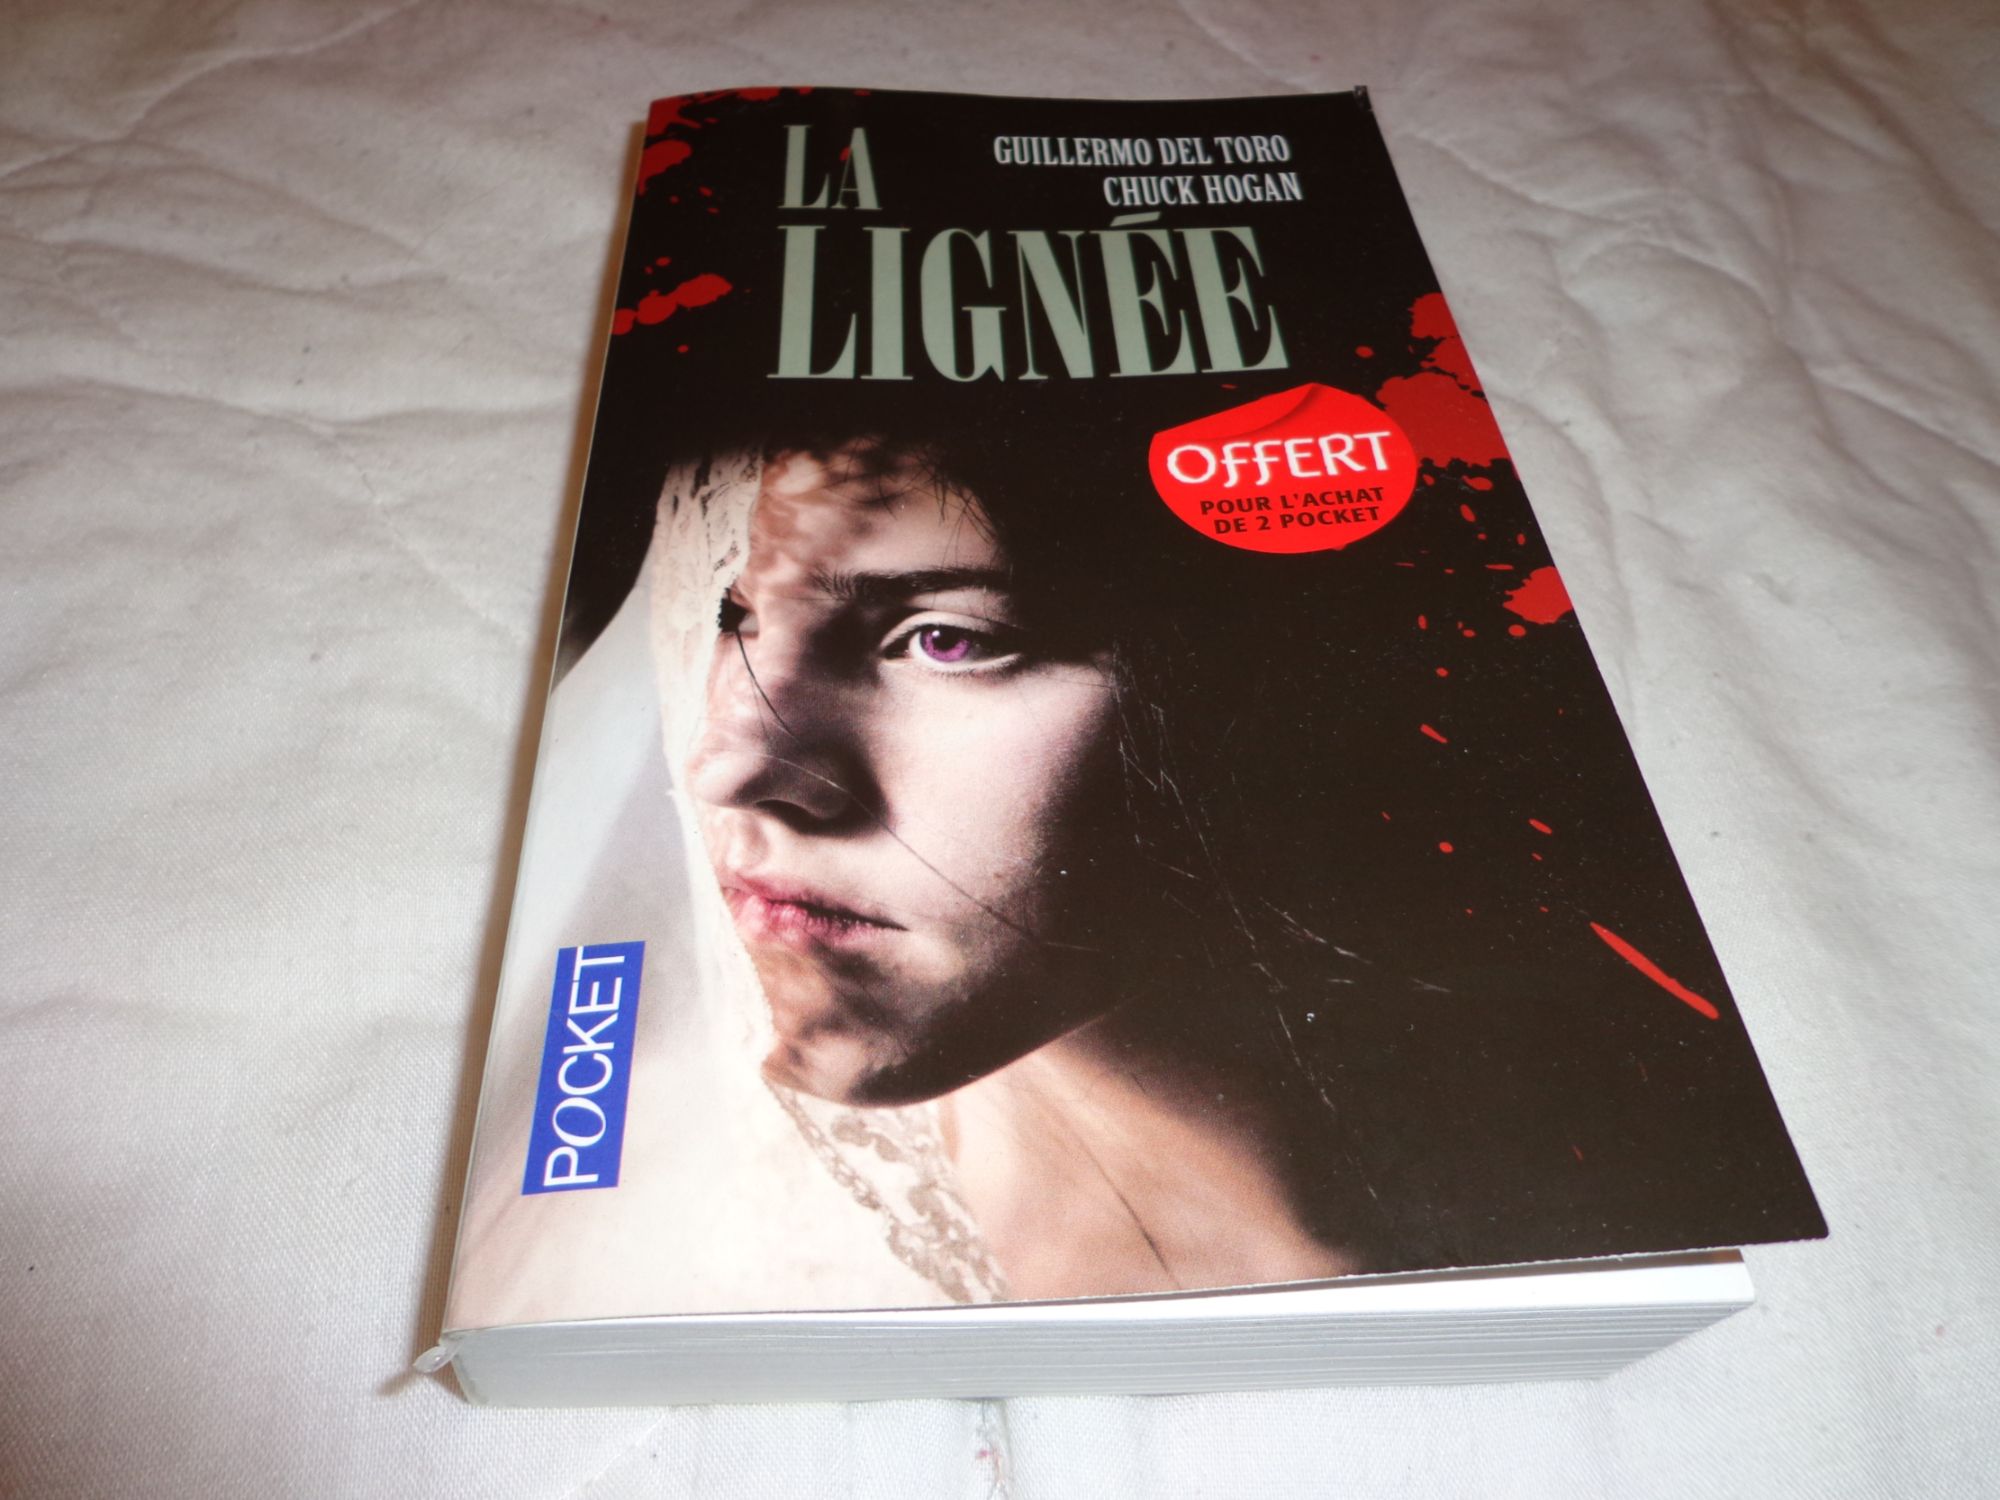 LA
LIGNÉE
GUILLERMO DEL TORO
CHUCK HOGAN
OFFERT
POUR L'ACHAT
DE 2 POCKET
POCKET